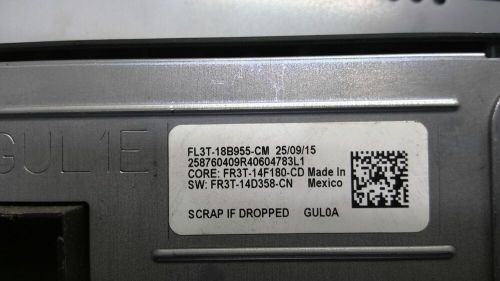 GUL1E
FL3T-18B955-CM 25/09/15
258760409R40604783L1
CORE: FR3T-14F180-CD Made In
SW: FR3T-14D358-CN Mexico
SCRAP IF DROPPED GUL0A